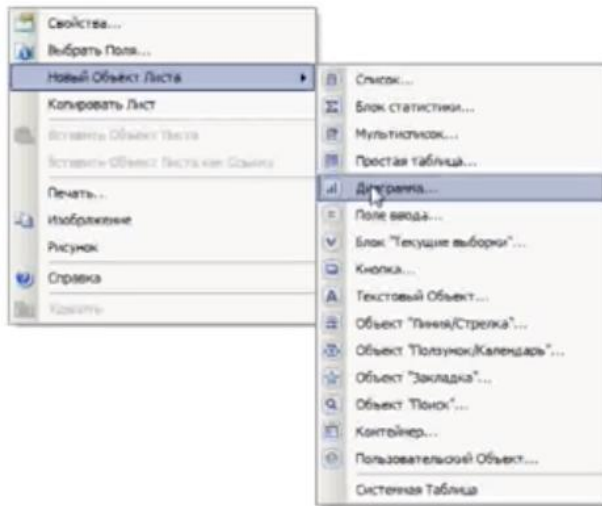 Свойства...
Выбрать Поля...
Новый Объект Листа
Копировать Лист
Вставить Объект Листа
Вставить Объект Листа как Ссылку
Печать...
Изображение
Рисунок
Справка
Удалить
Список...
Блок статистики...
Мультисписок...
Простая таблица...
Диаграмма...
Поле ввода...
Блок "Текущие выборки"...
Кнопка...
Текстовый Объект...
Объект "Линия/Стрелка"...
Объект "Ползунок/Календарь"...
Объект "Закладка"...
Объект "Поиск"...
Контейнер...
Пользовательский Объект...
Системная Таблица